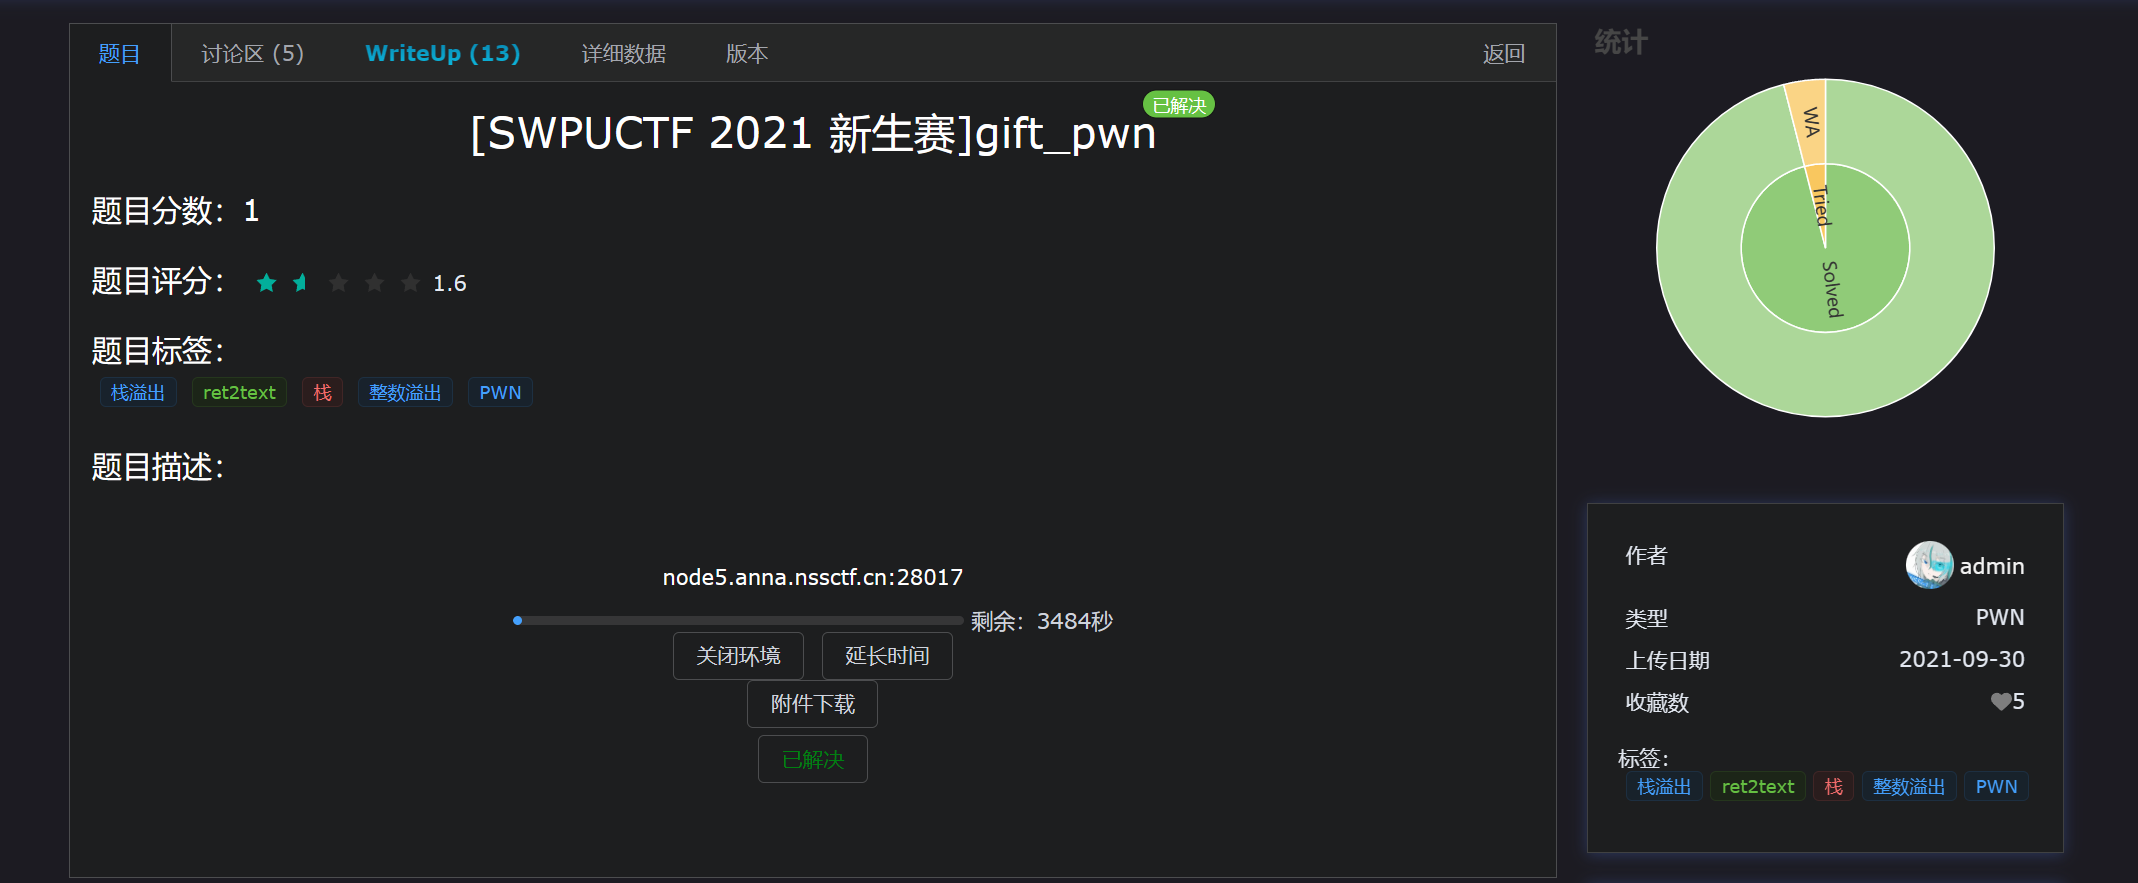 题目 讨论区 (5) WriteUp (13) 详细数据 版本 返回
[SWPUCTF 2021 新生赛]gift_pwn 已解决
题目分数：1
题目评分： 1.6
题目标签：
栈溢出 ret2text 栈 整数溢出 PWN
题目描述：
node5.anna.nssctf.cn:28017
剩余：3484秒
关闭环境 延长时间
附件下载
已解决
统计
WA
Tried
Solved
作者 admin
类型 PWN
上传日期 2021-09-30
收藏数 5
标签：
栈溢出 ret2text 栈 整数溢出 PWN